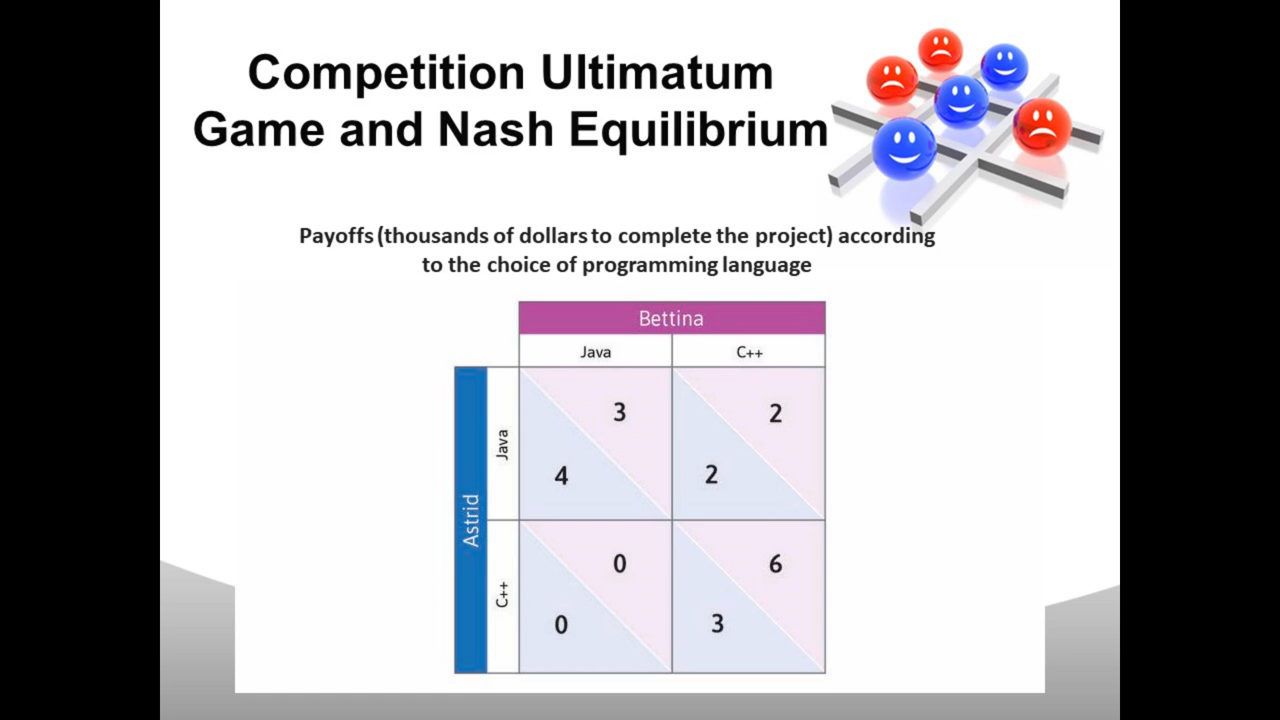 Competition Ultimatum
Game and Nash Equilibrium
Payoffs (thousands of dollars to complete the project) according
to the choice of programming language
Bettina
Java C++
Astrid
Java
3 2
4 2
C++
0 6
0 3